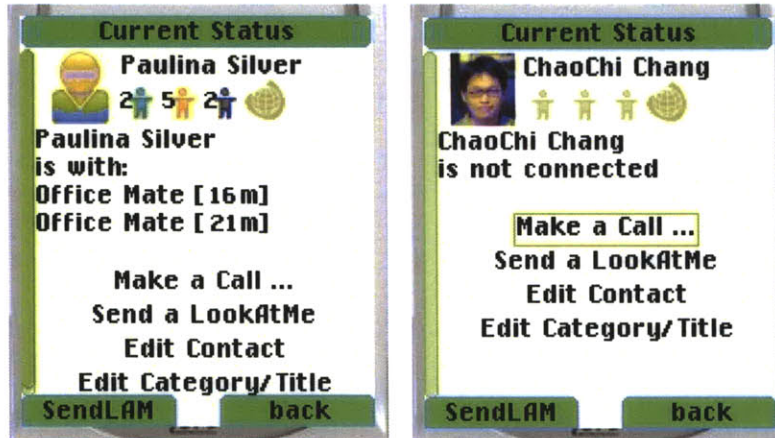 Current Status
Paulina Silver
2 5 2
Paulina Silver
is with:
Office Mate [16m]
Office Mate [21m]
Make a Call ...
Send a LookAtMe
Edit Contact
Edit Category/Title
SendLAM back
Current Status
ChaoChi Chang
ChaoChi Chang
is not connected
Make a Call ...
Send a LookAtMe
Edit Contact
Edit Category/Title
SendLAM back